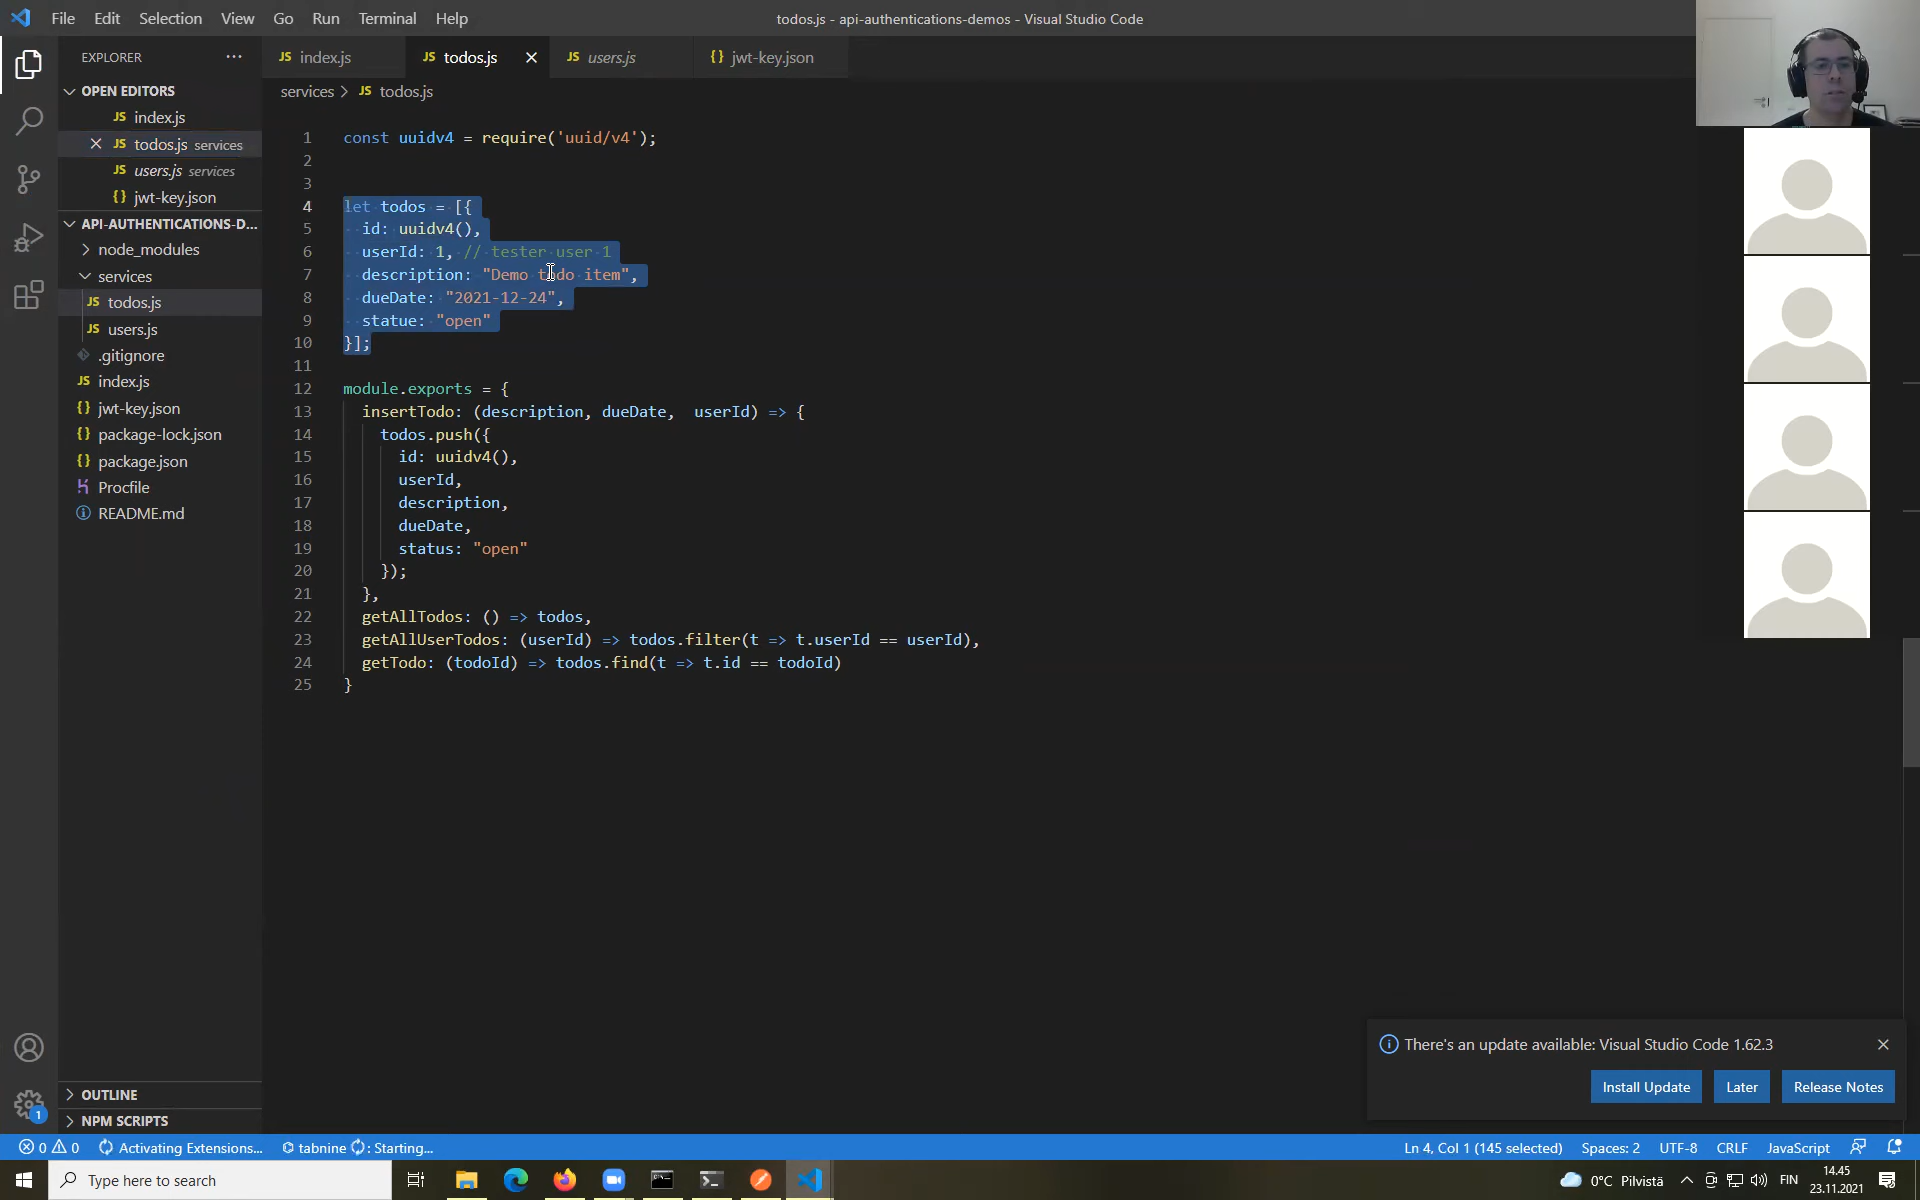 File Edit Selection View Go Run Terminal Help
todos.js - api-authentications-demos - Visual Studio Code
EXPLORER
OPEN EDITORS
JS index.js
JS todos.js services
JS users.js services
{} jwt-key.json
API-AUTHENTICATIONS-D...
node_modules
services
JS todos.js
JS users.js
.gitignore
JS index.js
{} jwt-key.json
{} package-lock.json
{} package.json
Procfile
README.md
OUTLINE
NPM SCRIPTS
JS index.js
JS todos.js
JS users.js
{} jwt-key.json
services > JS todos.js
1 const uuidv4 = require('uuid/v4');
2
3
4 let todos = [{
5 id: uuidv4(),
6 userId: 1, // tester user 1
7 description: "Demo todo item",
8 dueDate: "2021-12-24",
9 statue: "open"
10 }];
11
12 module.exports = {
13 insertTodo: (description, dueDate,  userId) => {
14 todos.push({
15 id: uuidv4(),
16 userId,
17 description,
18 dueDate,
19 status: "open"
20 });
21 },
22 getAllTodos: () => todos,
23 getAllUserTodos: (userId) => todos.filter(t => t.userId == userId),
24 getTodo: (todoId) => todos.find(t => t.id == todoId)
25 }
There's an update available: Visual Studio Code 1.62.3
Install Update Later Release Notes
1
0 0 Activating Extensions... tabnine : Starting...
Ln 4, Col 1 (145 selected) Spaces: 2 UTF-8 CRLF JavaScript
Type here to search
0°C Pilvistä FIN
14.45
23.11.2021